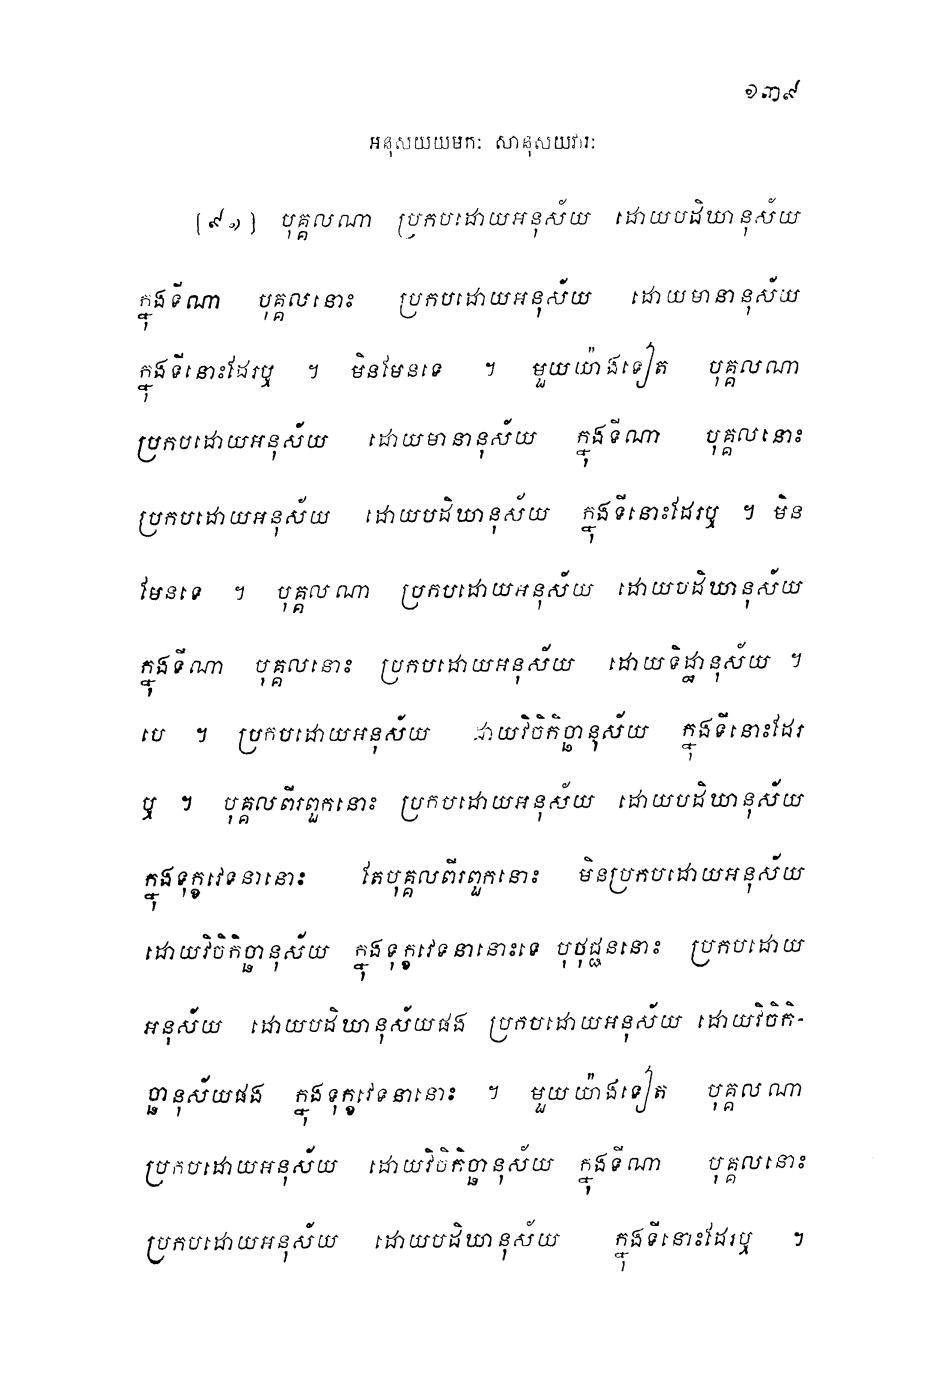 ១៣៩
អនុសយយមកៈ សានុសយវារៈ
(៩១) បុគ្គលណា ប្រកបដោយអនុស័យ ដោយបដិឃានុស័យ
ក្នុងទីណា បុគ្គលនោះ ប្រកបដោយអនុស័យ ដោយមានានុស័យ
ក្នុងទីនោះដែរឬ ។ មិនមែនទេ ។ មួយយ៉ាងទៀត បុគ្គលណា
ប្រកបដោយអនុស័យ ដោយមានានុស័យ ក្នុងទីណា បុគ្គលនោះ
ប្រកបដោយអនុស័យ ដោយបដិឃានុស័យ ក្នុងទីនោះដែរឬ ។ មិន
មែនទេ ។ បុគ្គលណា ប្រកបដោយអនុស័យ ដោយបដិឃានុស័យ
ក្នុងទីណា បុគ្គលនោះ ប្រកបដោយអនុស័យ ដោយទិដ្ឋានុស័យ ។
បេ ។ ប្រកបដោយអនុស័យ ដោយវិចិកិច្ឆានុស័យ ក្នុងទីនោះដែរ
ឬ ។ បុគ្គលពីរពួកនោះ ប្រកបដោយអនុស័យ ដោយបដិឃានុស័យ
ក្នុងទុក្ខវេទនានោះ តែបុគ្គលពីរពួកនោះ មិនប្រកបដោយអនុស័យ
ដោយវិចិកិច្ឆានុស័យ ក្នុងទុក្ខវេទនានោះទេ បុថុជ្ជននោះ ប្រកបដោយ
អនុស័យ ដោយបដិឃានុស័យផង ប្រកបដោយអនុស័យ ដោយវិចិកិ-
ច្ឆានុស័យផង ក្នុងទុក្ខវេទនានោះ ។ មួយយ៉ាងទៀត បុគ្គលណា
ប្រកបដោយអនុស័យ ដោយវិចិកិច្ឆានុស័យ ក្នុងទីណា បុគ្គលនោះ
ប្រកបដោយអនុស័យ ដោយបដិឃានុស័យ ក្នុងទីនោះដែរឬ ។